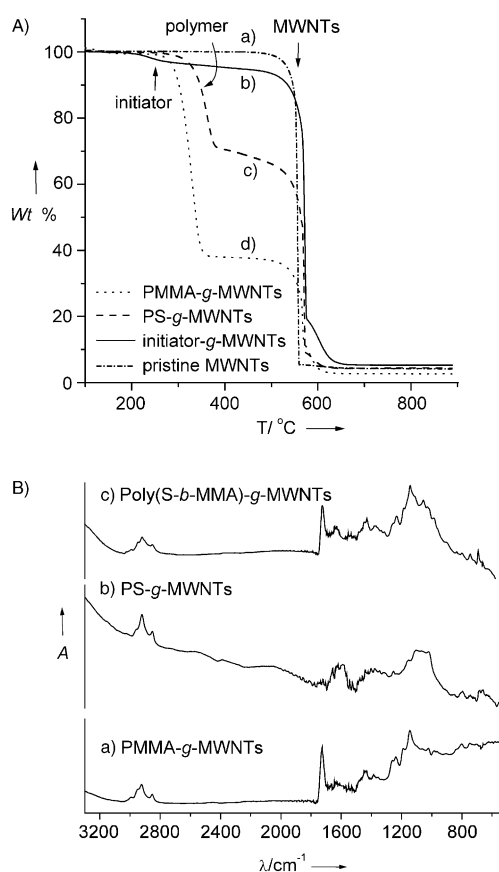 A)
polymer
MWNTs
a)
b)
initiator
c)
d)
Wt %
100
80
60
40
20
0
PMMA-g-MWNTs
PS-g-MWNTs
initiator-g-MWNTs
pristine MWNTs
200 400 600 800
T/ °C
B)
c) Poly(S-b-MMA)-g-MWNTs
b) PS-g-MWNTs
A
a) PMMA-g-MWNTs
3200 2800 2400 2000 1600 1200 800
λ/cm⁻¹